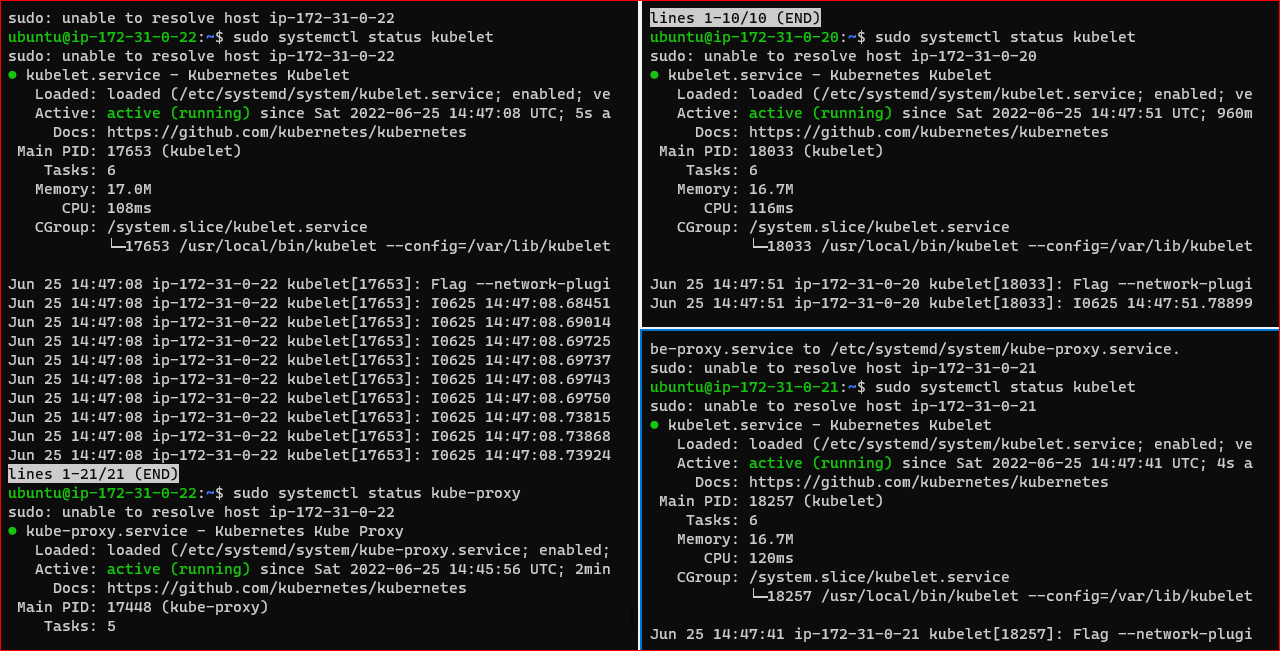 sudo: unable to resolve host ip-172-31-0-22
ubuntu@ip-172-31-0-22:~$ sudo systemctl status kubelet
sudo: unable to resolve host ip-172-31-0-22
● kubelet.service - Kubernetes Kubelet
Loaded: loaded (/etc/systemd/system/kubelet.service; enabled; ve
Active: active (running) since Sat 2022-06-25 14:47:08 UTC; 5s a
Docs: https://github.com/kubernetes/kubernetes
Main PID: 17653 (kubelet)
Tasks: 6
Memory: 17.0M
CPU: 108ms
CGroup: /system.slice/kubelet.service
└─17653 /usr/local/bin/kubelet --config=/var/lib/kubelet
Jun 25 14:47:08 ip-172-31-0-22 kubelet[17653]: Flag --network-plugi
Jun 25 14:47:08 ip-172-31-0-22 kubelet[17653]: I0625 14:47:08.68451
Jun 25 14:47:08 ip-172-31-0-22 kubelet[17653]: I0625 14:47:08.69014
Jun 25 14:47:08 ip-172-31-0-22 kubelet[17653]: I0625 14:47:08.69725
Jun 25 14:47:08 ip-172-31-0-22 kubelet[17653]: I0625 14:47:08.69737
Jun 25 14:47:08 ip-172-31-0-22 kubelet[17653]: I0625 14:47:08.69743
Jun 25 14:47:08 ip-172-31-0-22 kubelet[17653]: I0625 14:47:08.69750
Jun 25 14:47:08 ip-172-31-0-22 kubelet[17653]: I0625 14:47:08.73815
Jun 25 14:47:08 ip-172-31-0-22 kubelet[17653]: I0625 14:47:08.73868
Jun 25 14:47:08 ip-172-31-0-22 kubelet[17653]: I0625 14:47:08.73924
lines 1-21/21 (END)
ubuntu@ip-172-31-0-22:~$ sudo systemctl status kube-proxy
sudo: unable to resolve host ip-172-31-0-22
● kube-proxy.service - Kubernetes Kube Proxy
Loaded: loaded (/etc/systemd/system/kube-proxy.service; enabled;
Active: active (running) since Sat 2022-06-25 14:45:56 UTC; 2min
Docs: https://github.com/kubernetes/kubernetes
Main PID: 17448 (kube-proxy)
Tasks: 5
lines 1-10/10 (END)
ubuntu@ip-172-31-0-20:~$ sudo systemctl status kubelet
sudo: unable to resolve host ip-172-31-0-20
● kubelet.service - Kubernetes Kubelet
Loaded: loaded (/etc/systemd/system/kubelet.service; enabled; ve
Active: active (running) since Sat 2022-06-25 14:47:51 UTC; 960m
Docs: https://github.com/kubernetes/kubernetes
Main PID: 18033 (kubelet)
Tasks: 6
Memory: 16.7M
CPU: 116ms
CGroup: /system.slice/kubelet.service
└─18033 /usr/local/bin/kubelet --config=/var/lib/kubelet
Jun 25 14:47:51 ip-172-31-0-20 kubelet[18033]: Flag --network-plugi
Jun 25 14:47:51 ip-172-31-0-20 kubelet[18033]: I0625 14:47:51.78899
be-proxy.service to /etc/systemd/system/kube-proxy.service.
sudo: unable to resolve host ip-172-31-0-21
ubuntu@ip-172-31-0-21:~$ sudo systemctl status kubelet
sudo: unable to resolve host ip-172-31-0-21
● kubelet.service - Kubernetes Kubelet
Loaded: loaded (/etc/systemd/system/kubelet.service; enabled; ve
Active: active (running) since Sat 2022-06-25 14:47:41 UTC; 4s a
Docs: https://github.com/kubernetes/kubernetes
Main PID: 18257 (kubelet)
Tasks: 6
Memory: 16.7M
CPU: 120ms
CGroup: /system.slice/kubelet.service
└─18257 /usr/local/bin/kubelet --config=/var/lib/kubelet
Jun 25 14:47:41 ip-172-31-0-21 kubelet[18257]: Flag --network-plugi